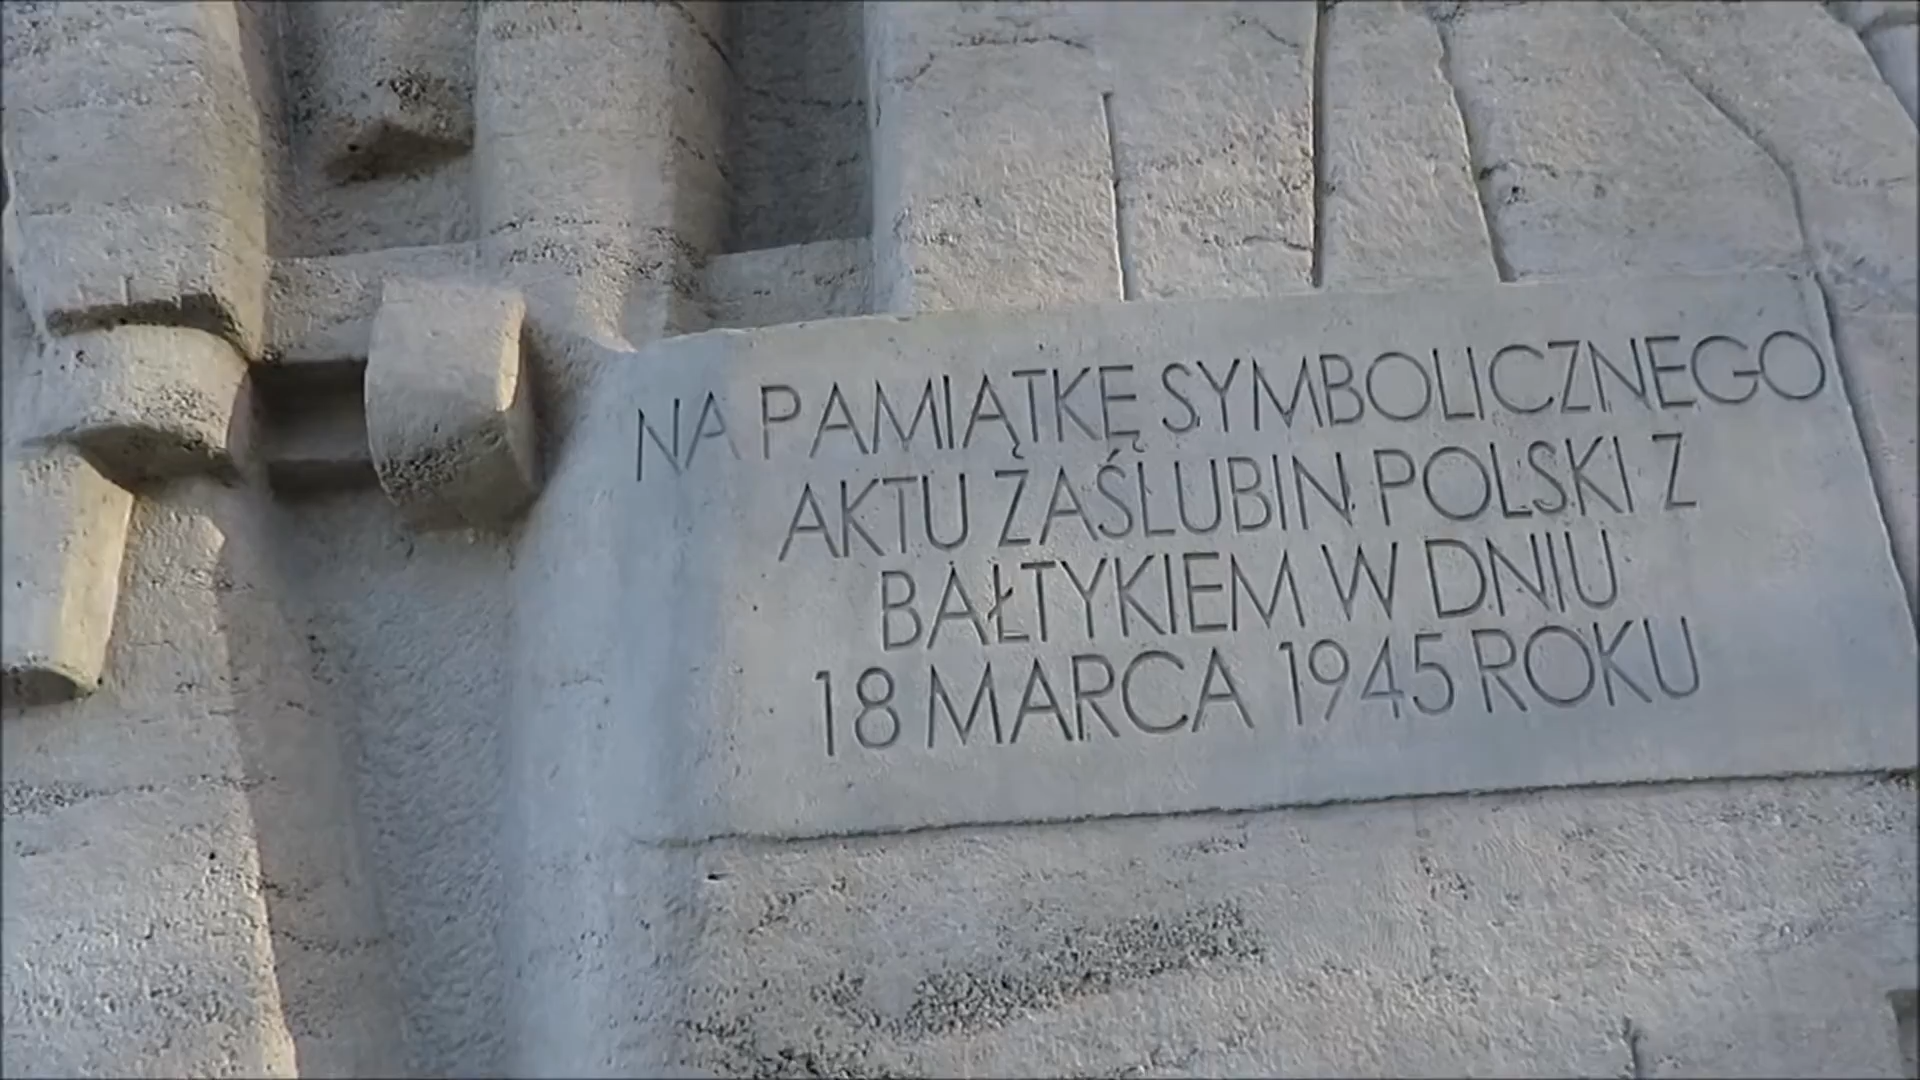 NA PAMIĄTKĘ SYMBOLICZNEGO
AKTU ZAŚLUBIN POLSKI Z
BAŁTYKIEM W DNIU
18 MARCA 1945 ROKU